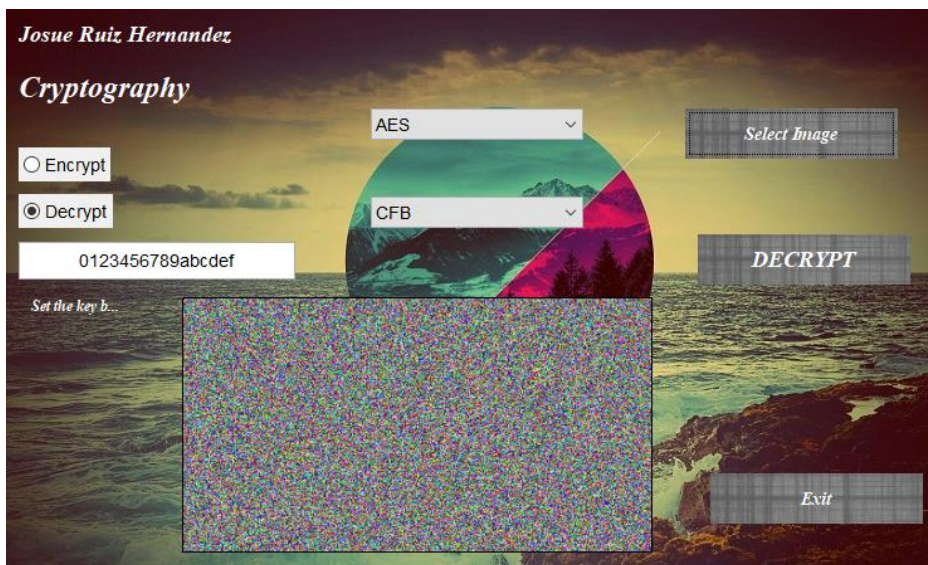 Josue Ruiz Hernandez
Cryptography
AES
Select Image
Encrypt
Decrypt
CFB
0123456789abcdef
DECRYPT
Set the key b...
Exit